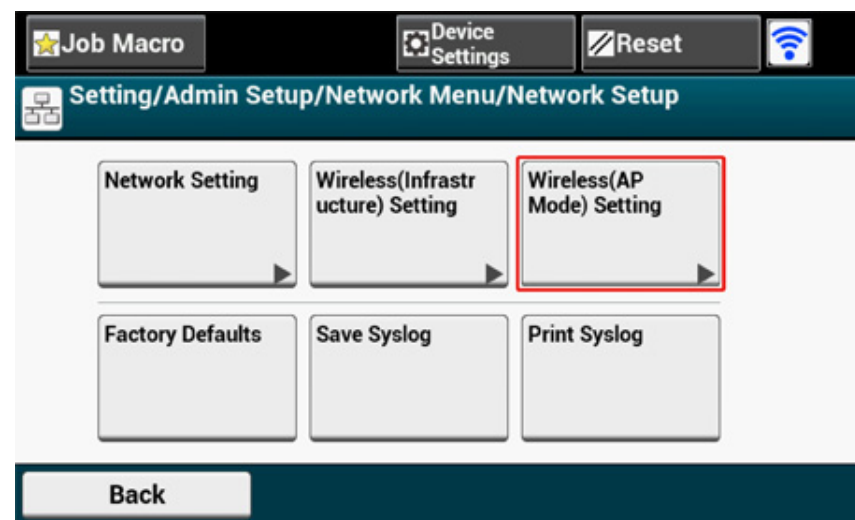 Job Macro
Device
Settings
Reset
Setting/Admin Setup/Network Menu/Network Setup
Network Setting
Wireless(Infrastr
ucture) Setting
Wireless(AP
Mode) Setting
Factory Defaults
Save Syslog
Print Syslog
Back